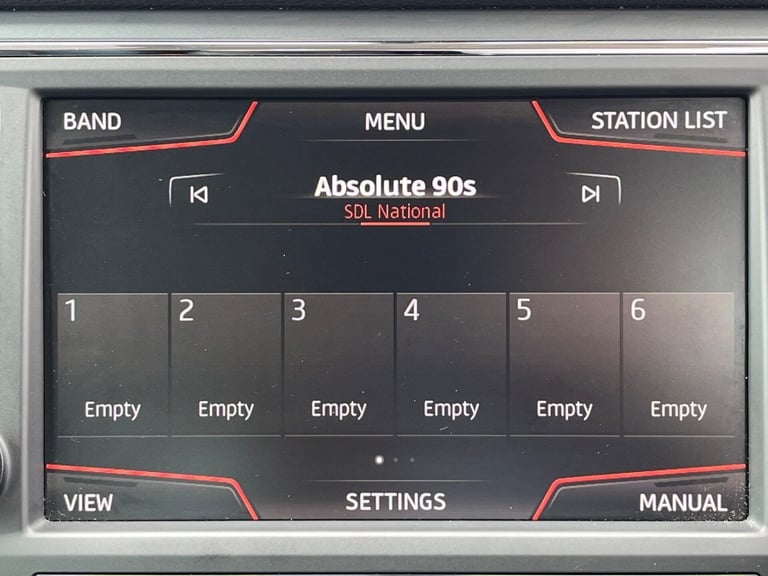 BAND MENU STATION LIST
Absolute 90s
SDL National
1 2 3 4 5 6
Empty Empty Empty Empty Empty Empty
VIEW SETTINGS MANUAL